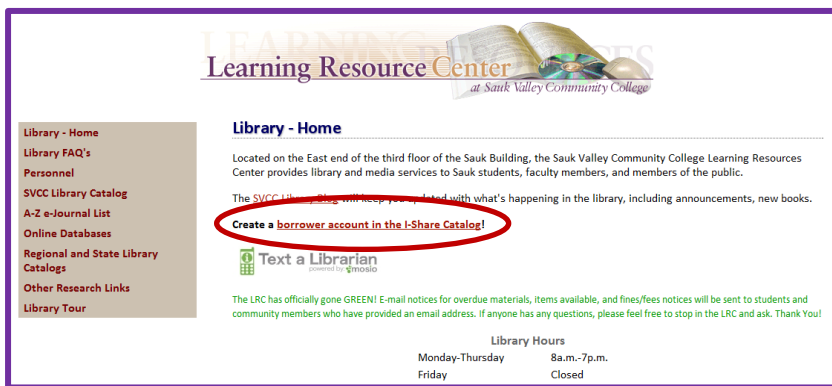 Learning Resource Center
at Sauk Valley Community College
Library - Home
Library FAQ's
Personnel
SVCC Library Catalog
A-Z e-Journal List
Online Databases
Regional and State Library
Catalogs
Other Research Links
Library Tour
Library - Home
Located on the East end of the third floor of the Sauk Building, the Sauk Valley Community College Learning Resources
Center provides library and media services to Sauk students, faculty members, and members of the public.
The SVCC Library Blog will keep you updated with what's happening in the library, including announcements, new books.
Create a borrower account in the I-Share Catalog!
Text a Librarian
powered by mosio
The LRC has officially gone GREEN! E-mail notices for overdue materials, items available, and fines/fees notices will be sent to students and
community members who have provided an email address. If anyone has any questions, please feel free to stop in the LRC and ask. Thank You!
Library Hours
Monday-Thursday 8a.m.-7p.m.
Friday Closed